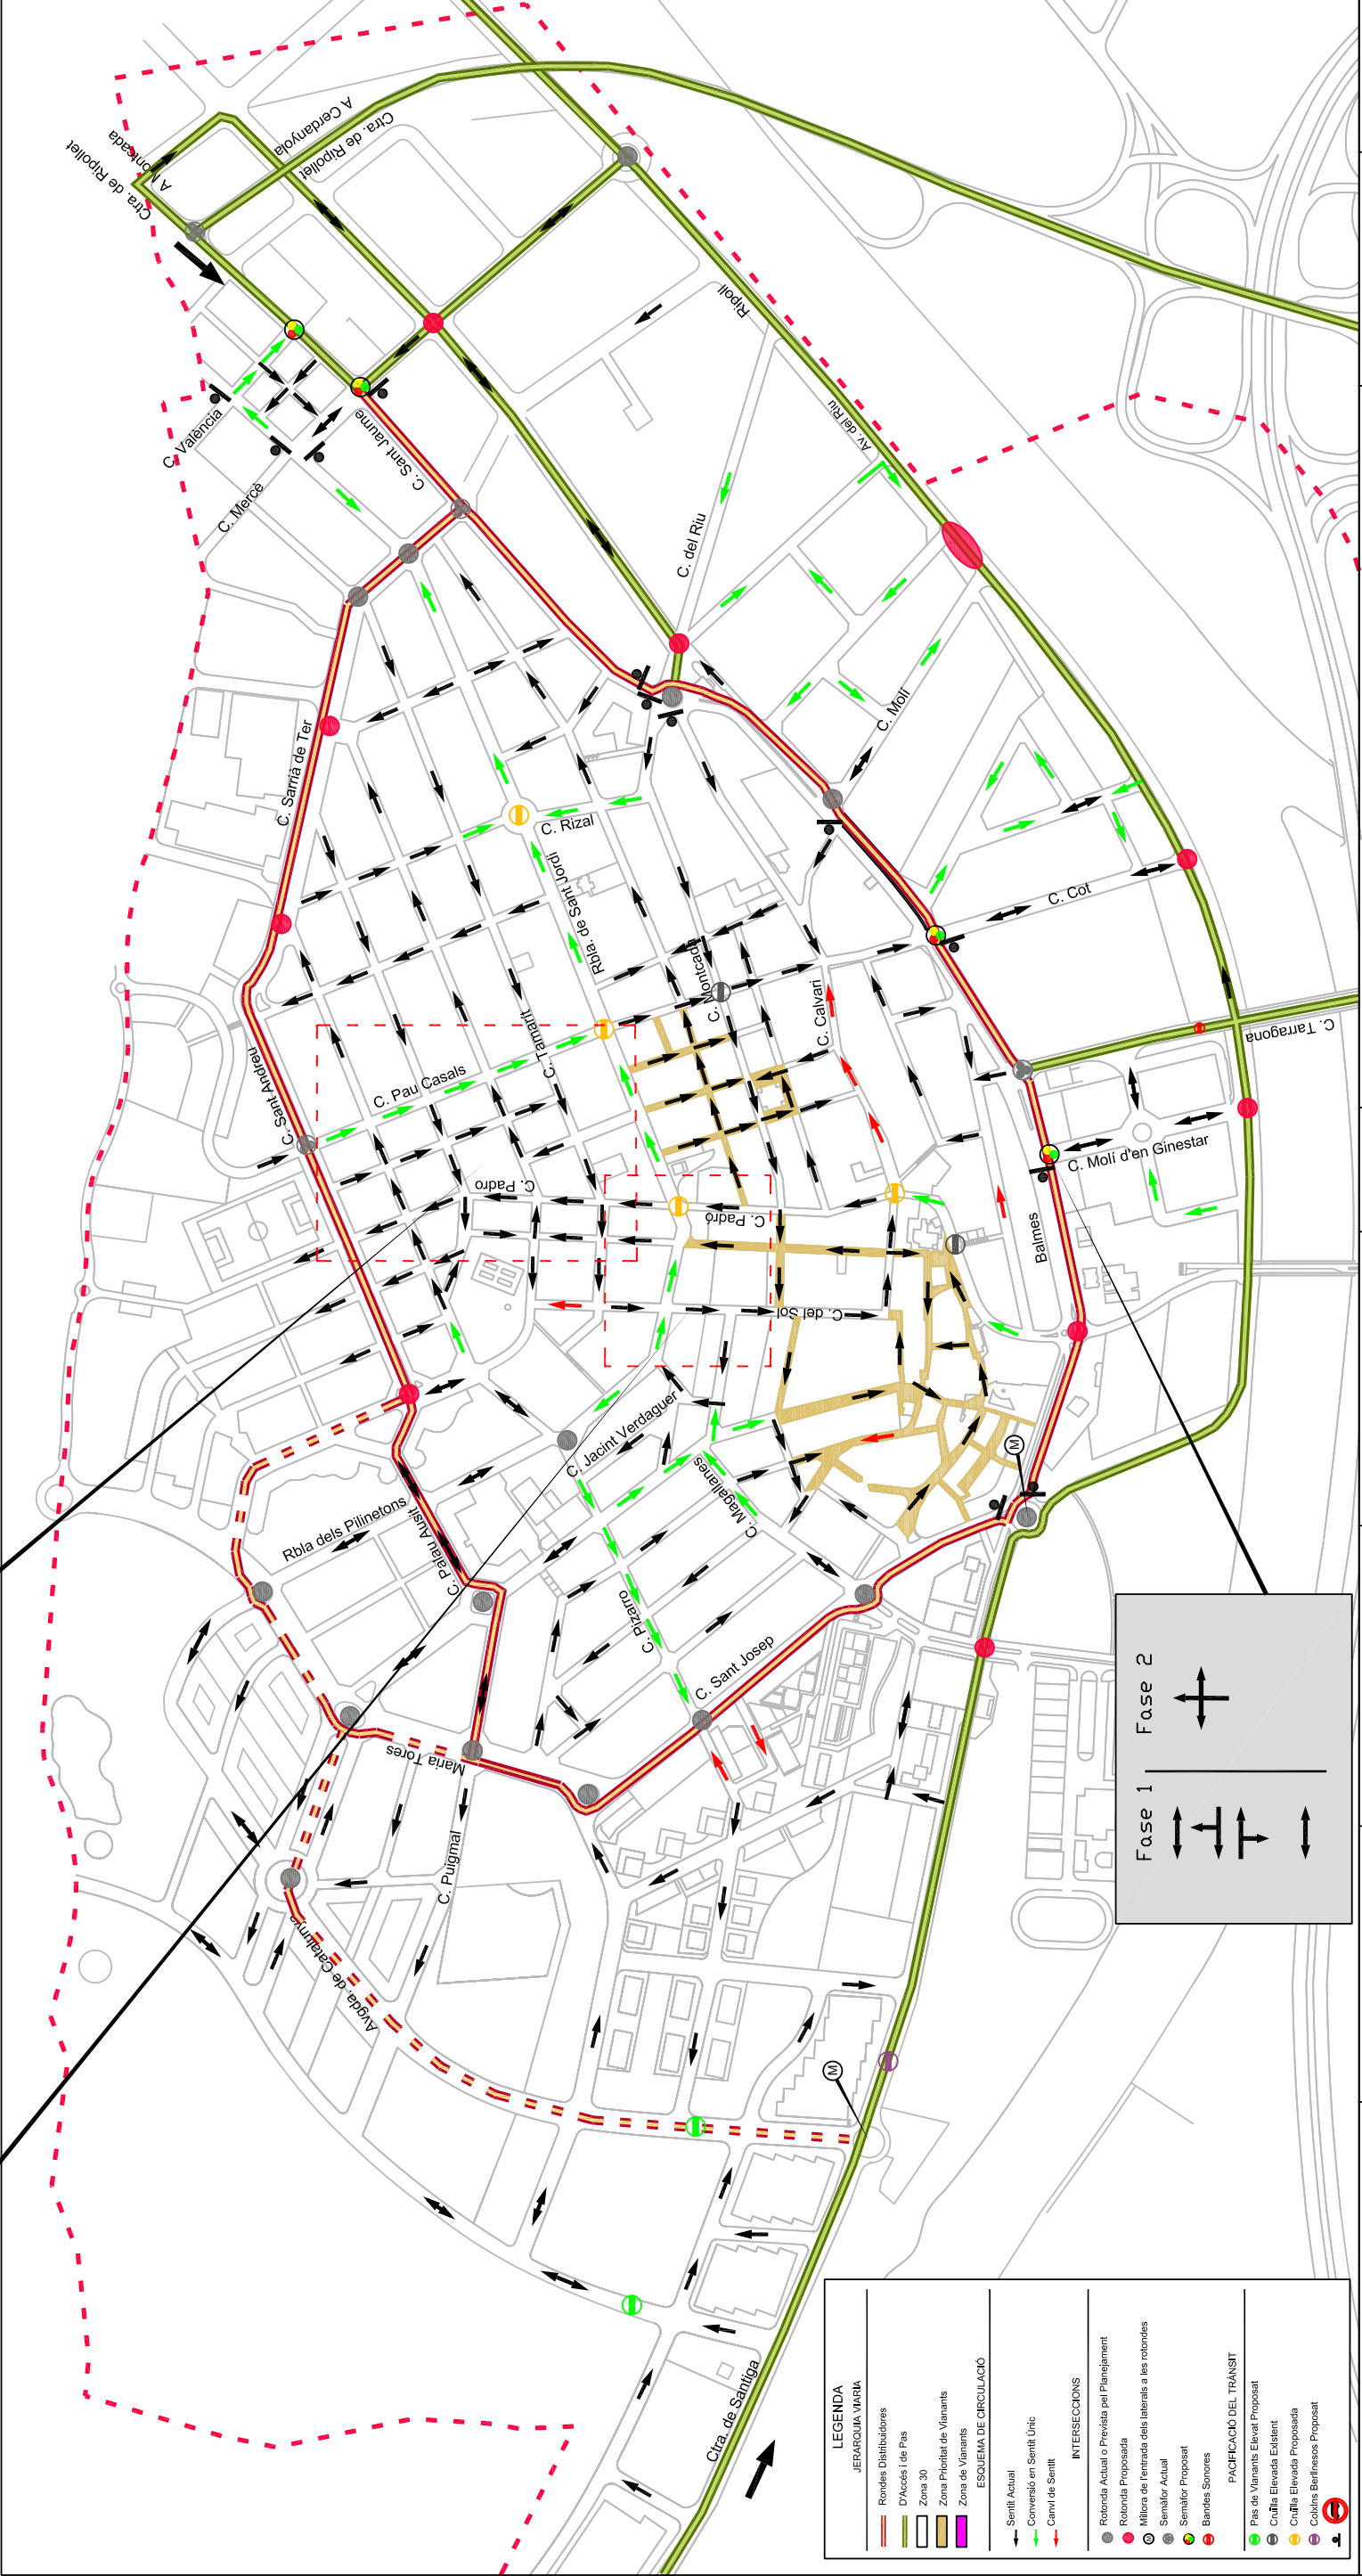 Ctra. de Ripollet
A Montcada
A Cerdanyola
Ctra. de Ripollet
C. València
C. Mercè
C. Sant Jaume
Ripoll
Av. del Riu
C. del Riu
C. Molí
C. Sarrià de Ter
C. Rizal
Rbla. de Sant Jordi
C. Cot
C. Montcada
C. Calvari
C. Tamarit
C. Tarragona
C. Sant Andreu
C. Pau Casals
C. Molí d'en Ginestar
C. Padro
C. Padró
Balmes
C. del Sol
C. Jacint Verdaguer
M
C. Magallanes
Rbla dels Pilinetons
C. Palau Ausit
C. Pizarro
C. Sant Josep
Maria Tores
C. Puigmal
Avgda. de Catalunya
M
Ctra. de Santiga
Fase 1
Fase 2
LEGENDA
JERARQUIA VIARIA
Rondes Distribuidores
D'Accès i de Pas
Zona 30
Zona Prioritat de Vianants
Zona de Vianants
ESQUEMA DE CIRCULACIÓ
Sentit Actual
Conversió en Sentit Únic
Canvi de Sentit
INTERSECCIONS
Rotonda Actual o Prevista pel Planejament
Rotonda Proposada
M Millora de l'entrada dels laterals a les rotondes
Semàfor Actual
Semàfor Proposat
Bandes Sonores
PACIFICACIÓ DEL TRÀNSIT
Pas de Vianants Elevat Proposat
Cruïlla Elevada Existent
Cruïlla Elevada Proposada
Coixins Berlinesos Proposat